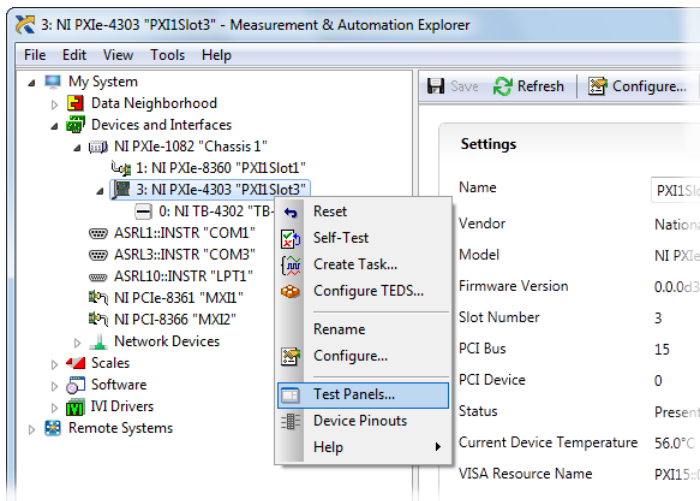 3: NI PXIe-4303 "PXI1Slot3" - Measurement & Automation Explorer
File Edit View Tools Help
My System
Data Neighborhood
Devices and Interfaces
NI PXIe-1082 "Chassis 1"
1: NI PXIe-8360 "PXI1Slot1"
3: NI PXIe-4303 "PXI1Slot3"
0: NI TB-4302 "TB-
ASRL1::INSTR "COM1"
ASRL3::INSTR "COM3"
ASRL10::INSTR "LPT1"
NI PCIe-8361 "MXI1"
NI PCI-8366 "MXI2"
Network Devices
Scales
Software
IVI Drivers
Remote Systems
Reset
Self-Test
Create Task...
Configure TEDS...
Rename
Configure...
Test Panels...
Device Pinouts
Help
Save Refresh Configure...
Settings
Name PXI1Slo
Vendor Nation
Model NI PXIe
Firmware Version 0.0.0d3
Slot Number 3
PCI Bus 15
PCI Device 0
Status Present
Current Device Temperature 56.0°C
VISA Resource Name PXI15::